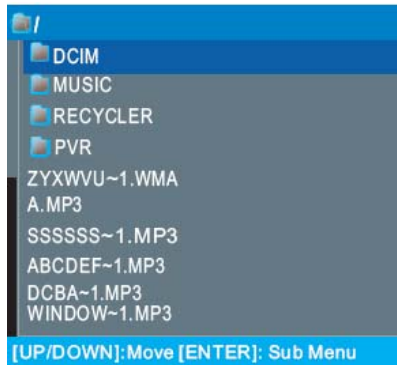 /
DCIM
MUSIC
RECYCLER
PVR
ZYXWVU~1.WMA
A.MP3
SSSSSS~1.MP3
ABCDEF~1.MP3
DCBA~1.MP3
WINDOW~1.MP3
[UP/DOWN]:Move [ENTER]: Sub Menu